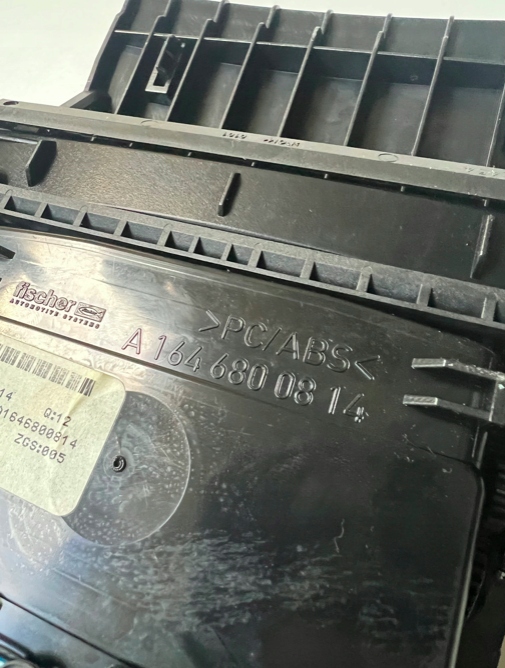 fischer
AUTOMOTIVE SYSTEMS
>PC/ABS<
A 164 680 08 14
14 Q:12
01646800814
ZGS:005